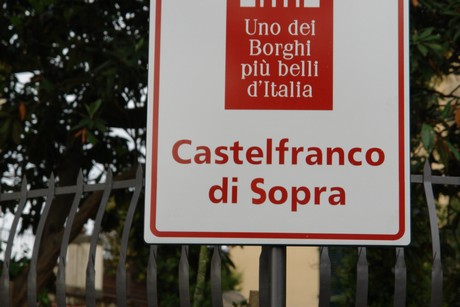 Uno dei
Borghi
più belli
d'Italia
Castelfranco
di Sopra